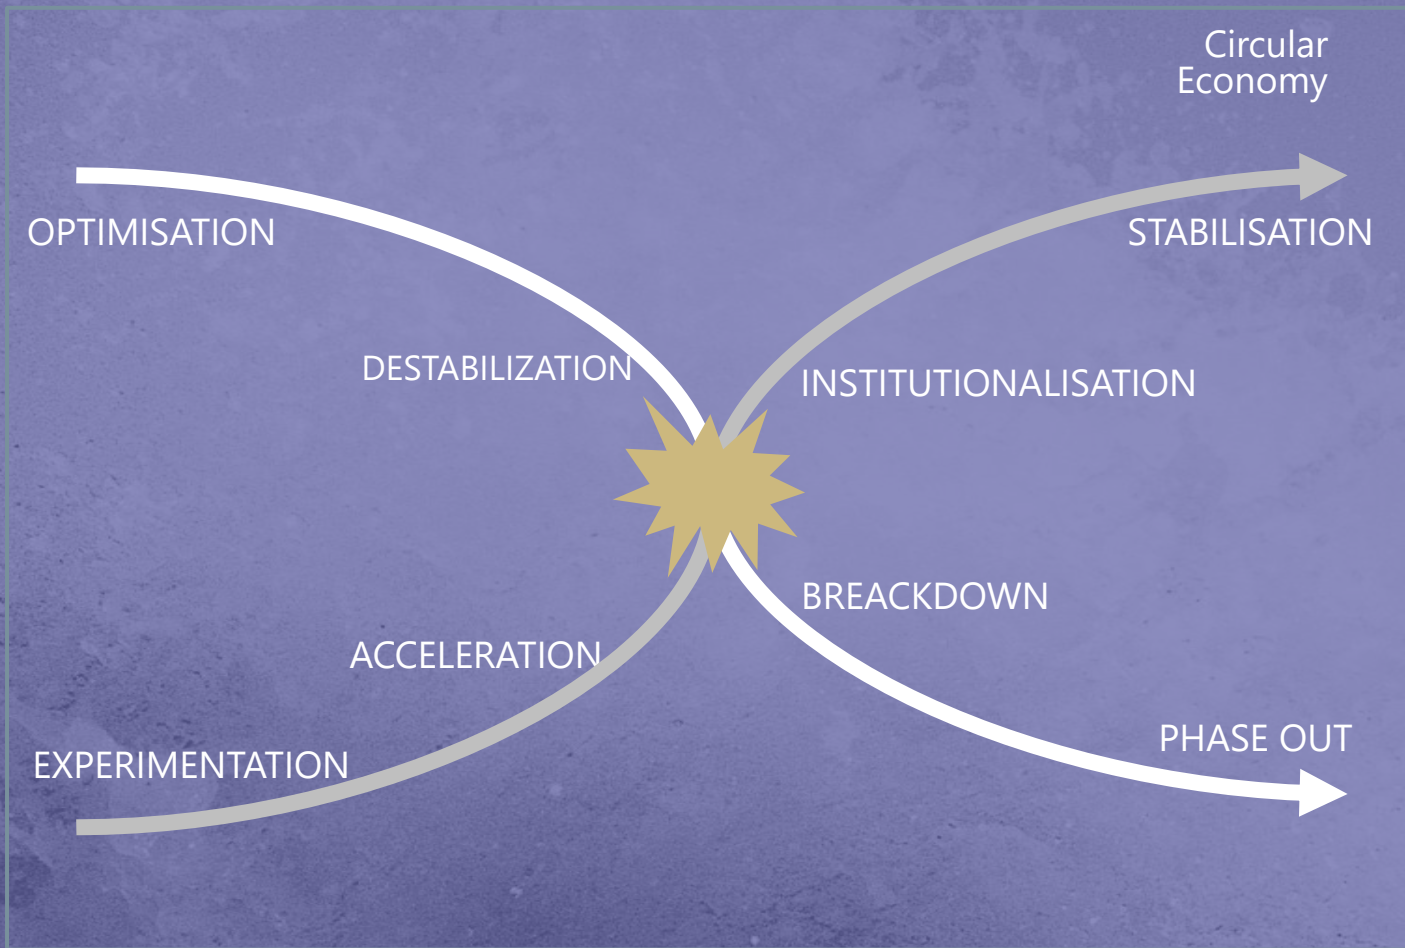 Circular
Economy
OPTIMISATION
STABILISATION
DESTABILIZATION
INSTITUTIONALISATION
BREACKDOWN
ACCELERATION
PHASE OUT
EXPERIMENTATION